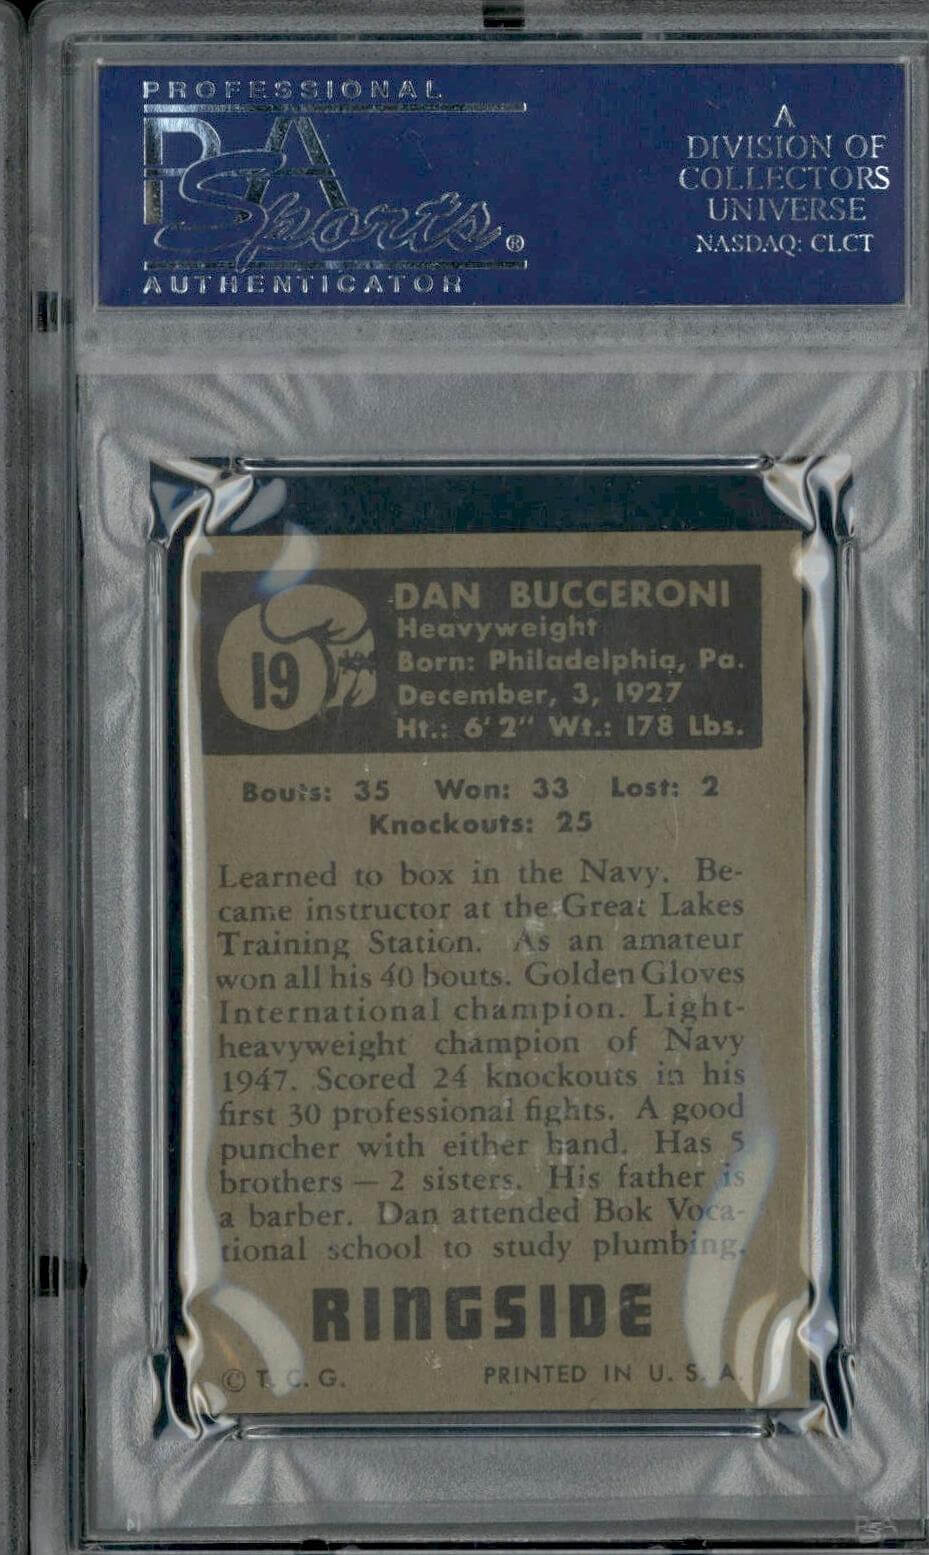 PROFESSIONAL
PSA
Sports®
AUTHENTICATOR
A
DIVISION OF
COLLECTORS
UNIVERSE
NASDAQ: CLCT
19
DAN BUCCERONI
Heavyweight
Born: Philadelphia, Pa.
December, 3, 1927
Ht.: 6' 2" Wt.: 178 Lbs.
Bouts: 35 Won: 33 Lost: 2
Knockouts: 25
Learned to box in the Navy. Be-
came instructor at the Great Lakes
Training Station. As an amateur
won all his 40 bouts. Golden Gloves
International champion. Light-
heavyweight champion of Navy
1947. Scored 24 knockouts in his
first 30 professional fights. A good
puncher with either hand. Has 5
brothers — 2 sisters. His father is
a barber. Dan attended Bok Voca-
tional school to study plumbing.
RINGSIDE
© T. C. G. PRINTED IN U. S. A.
PSA